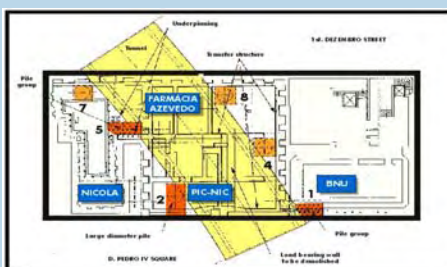 Underpinning
Tunnel
Transfer structure
1st. DEZEMBRO STREET
Pile
group
FARMÁCIA
AZEVEDO
8
7
5
4
BNU
NICOLA
2
PIC-NIC
1
Large diameter pile
Pile group
D. PEDRO IV SQUARE
Load bearing wall
to be demolished